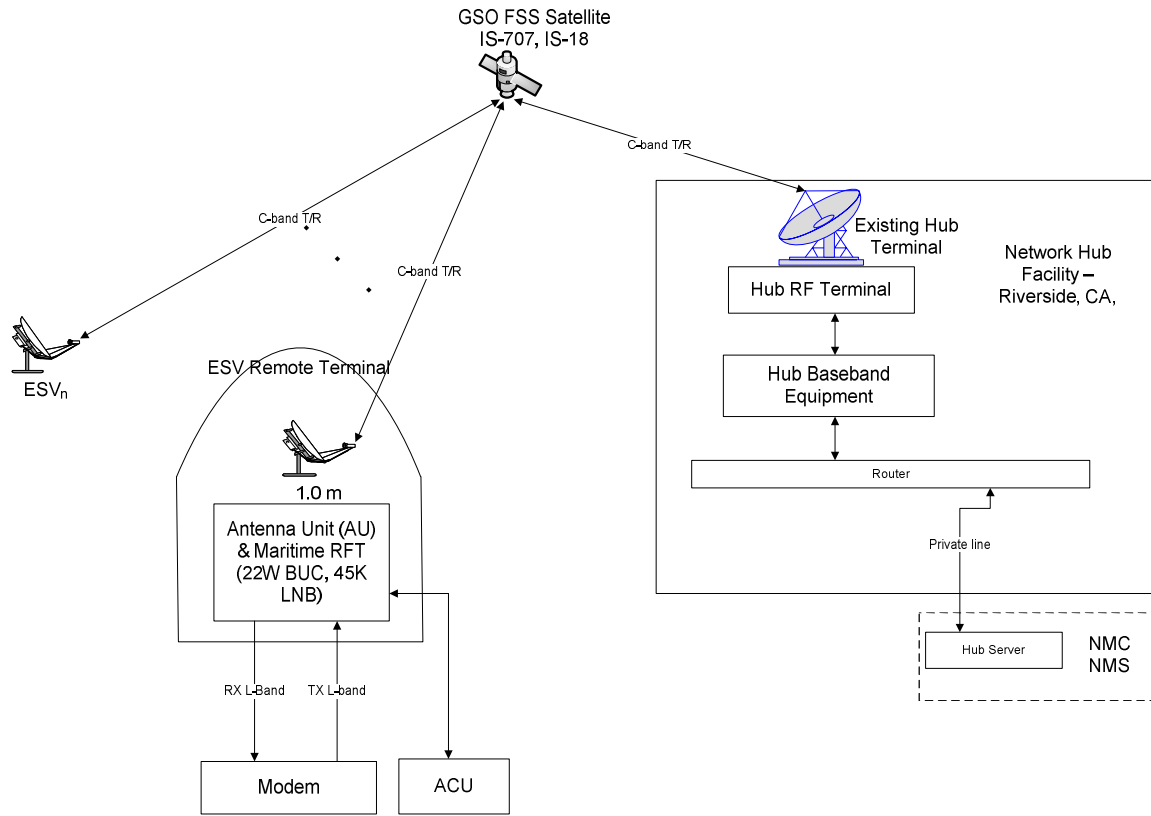 GSO FSS Satellite
IS-707, IS-18
C-band T/R
C-band T/R
C-band T/R
Existing Hub
Terminal
Network Hub
Facility –
Riverside, CA,
Hub RF Terminal
Hub Baseband
Equipment
Router
Private line
Hub Server
NMC
NMS
ESVn
ESV Remote Terminal
1.0 m
Antenna Unit (AU)
& Maritime RFT
(22W BUC, 45K
LNB)
RX L-Band
TX L-band
Modem
ACU